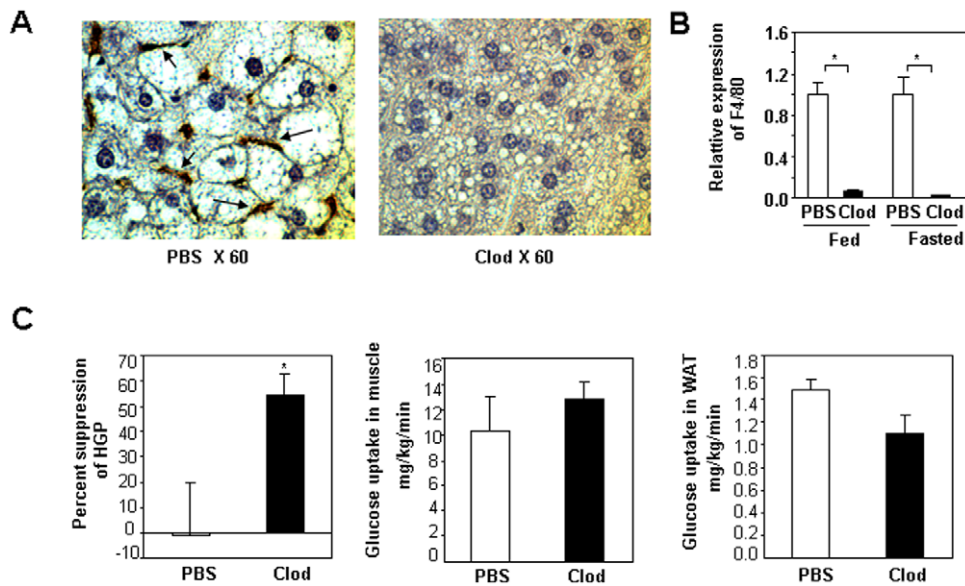 A
PBS X 60
Clod X 60
B
Relative expression
of F4/80
1.6
1.2
0.8
0.4
0.0
*
*
PBS Clod
PBS Clod
Fed
Fasted
C
Percent suppression
of HGP
70
60
50
40
30
20
10
0
-10
*
PBS
Clod
Glucose uptake in muscle
mg/kg/min
16
14
12
10
8
6
4
2
0
PBS
Clod
Glucose uptake in WAT
mg/kg/min
1.8
1.6
1.4
1.2
1.0
0.8
0.6
0.4
0.2
0.0
PBS
Clod